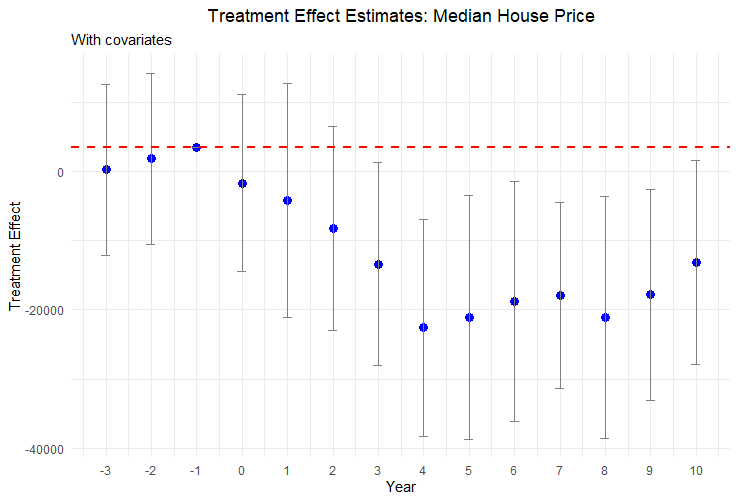 Treatment Effect Estimates: Median House Price
With covariates
0
-20000
-40000
Treatment Effect
-3 -2 -1 0 1 2 3 4 5 6 7 8 9 10
Year